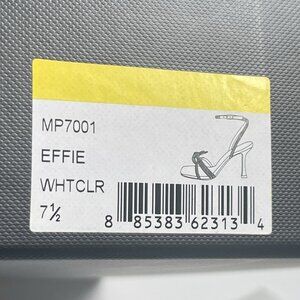 MP7001
EFFIE
WHTCLR
7½
8 85383 62313 4